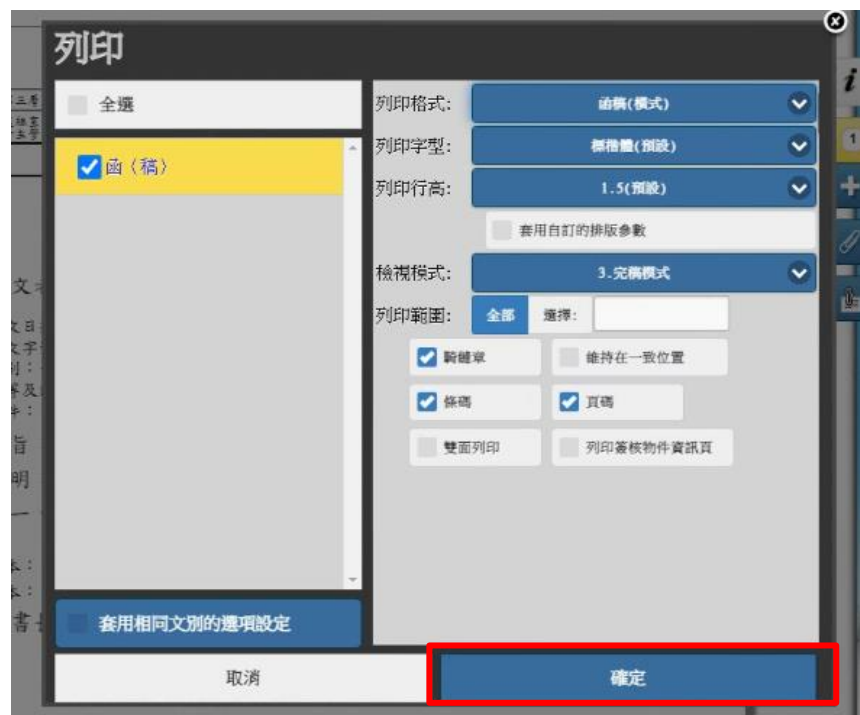 列印
全選
函（稿）
列印格式:
函稿(橫式)
列印字型:
標楷體(預設)
列印行高:
1.5(預設)
套用自訂的排版參數
檢視模式:
3.完稿模式
列印範圍:
全部
選擇:
騎縫章
維持在一致位置
條碼
頁碼
雙面列印
列印簽核物件資訊頁
套用相同文別的選項設定
取消
確定
i
1